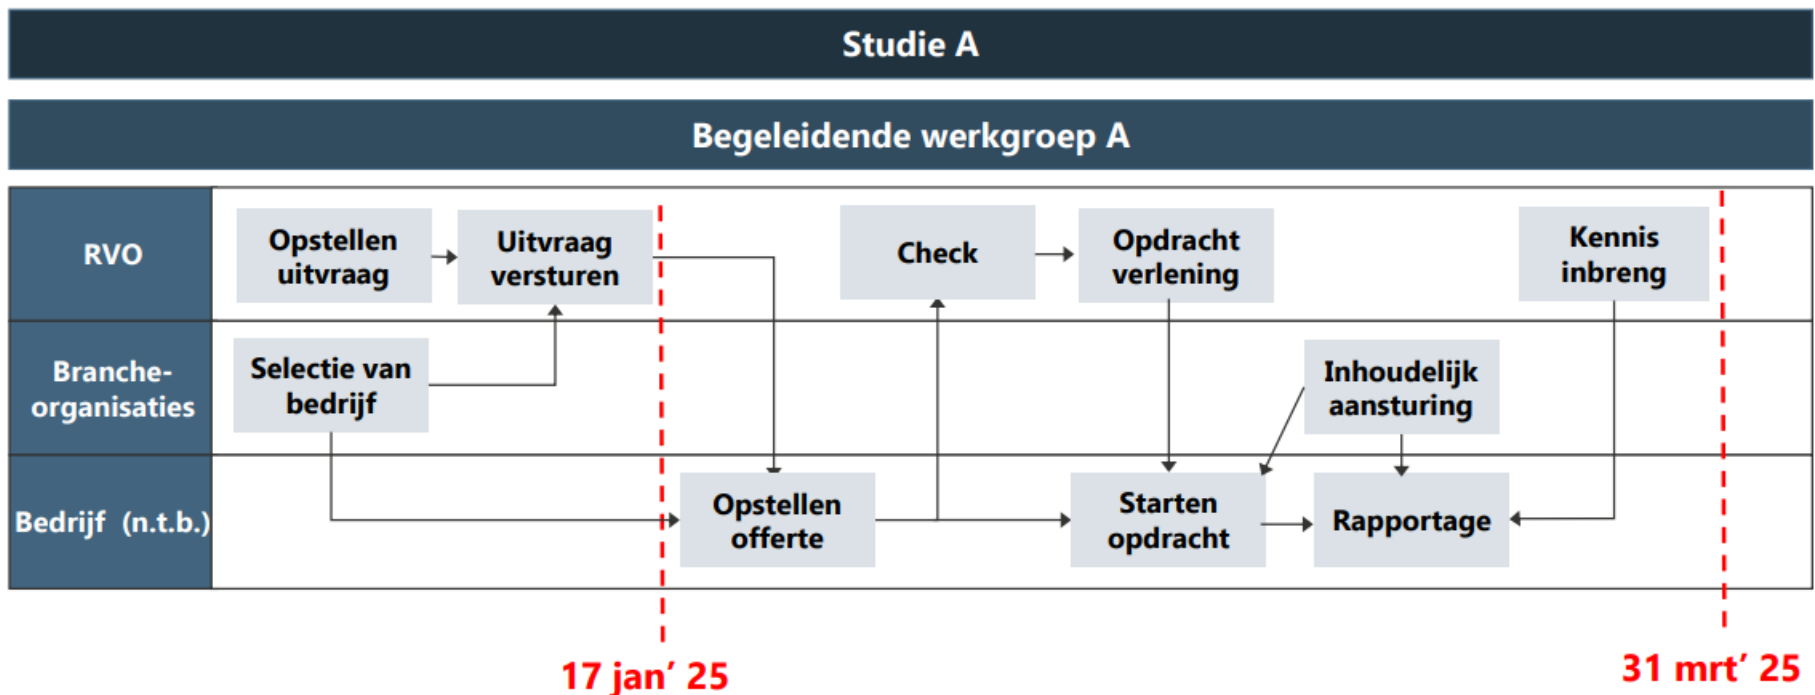 Studie A
Begeleidende werkgroep A
RVO
Opstellen
uitvraag
Uitvraag
versturen
Check
Opdracht
verlening
Kennis
inbreng
Branche-
organisaties
Selectie van
bedrijf
Inhoudelijk
aansturing
Bedrijf (n.t.b.)
Opstellen
offerte
Starten
opdracht
Rapportage
17 jan’ 25
31 mrt’ 25